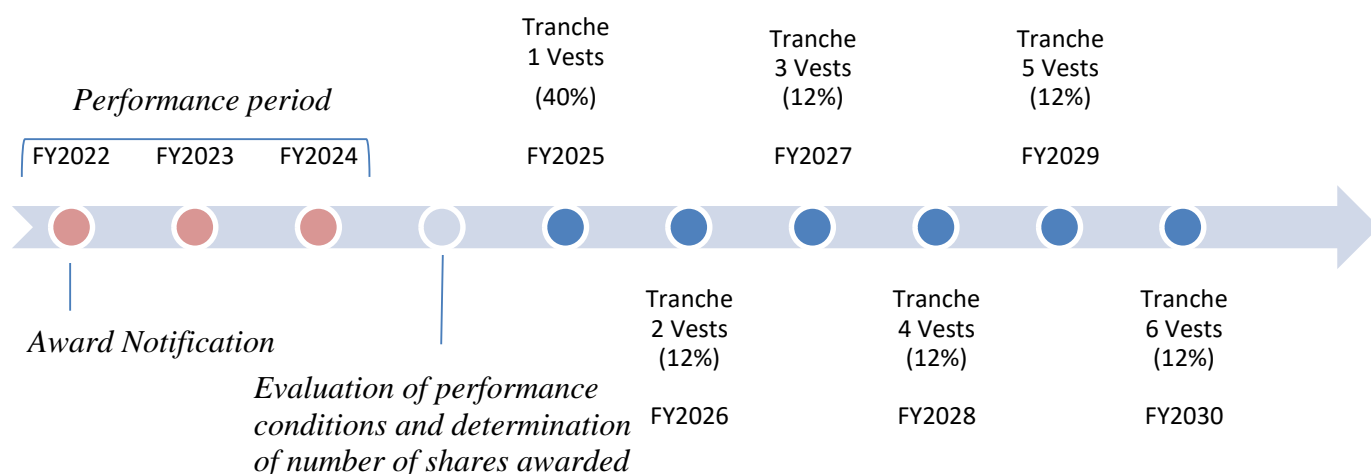 Performance period
FY2022
FY2023
FY2024
Award Notification
Evaluation of performance
conditions and determination
of number of shares awarded
Tranche
1 Vests
(40%)
FY2025
Tranche
2 Vests
(12%)
FY2026
Tranche
3 Vests
(12%)
FY2027
Tranche
4 Vests
(12%)
FY2028
Tranche
5 Vests
(12%)
FY2029
Tranche
6 Vests
(12%)
FY2030